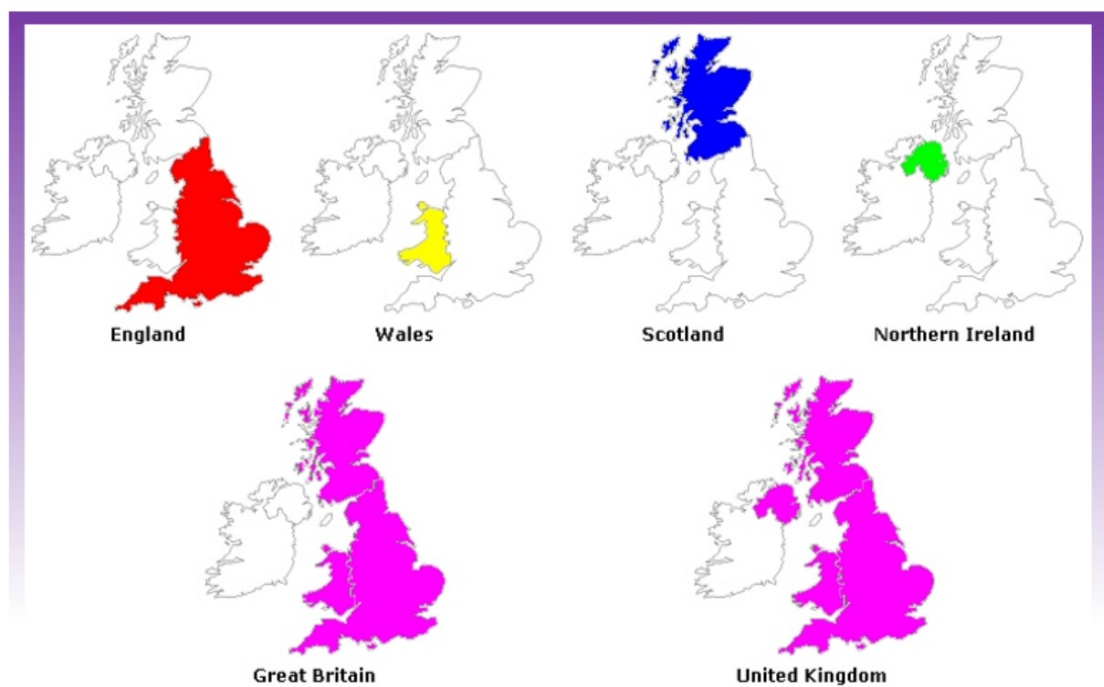 England
Wales
Scotland
Northern Ireland
Great Britain
United Kingdom